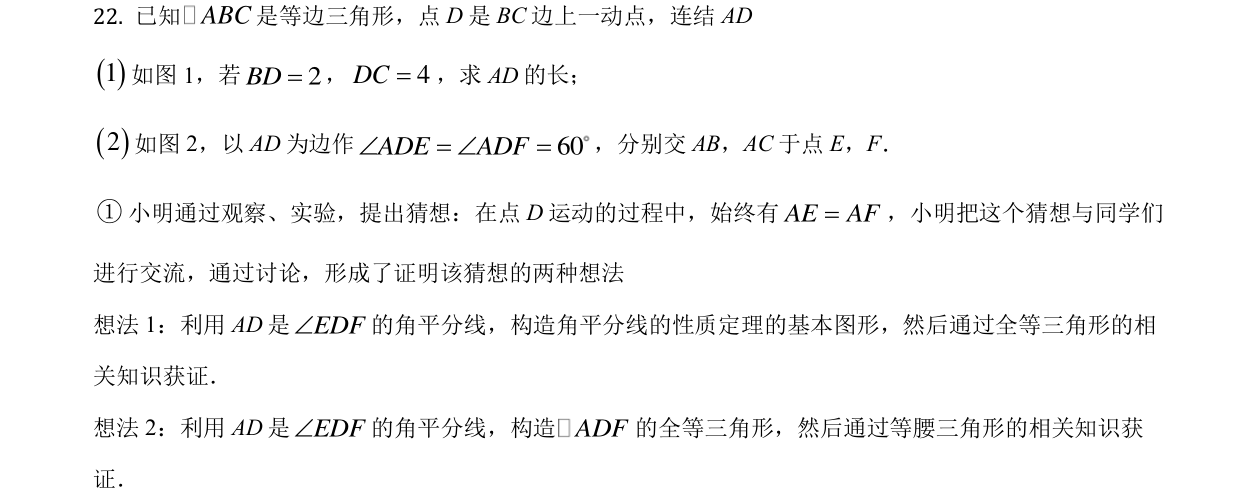 22. 已知□ABC是等边三角形，点D是BC边上一动点，连结AD
(1)如图1，若BD=2，DC=4，求AD的长；
(2)如图2，以AD为边作∠ADE=∠ADF=60°，分别交AB，AC于点E，F．
①小明通过观察、实验，提出猜想：在点D运动的过程中，始终有AE=AF，小明把这个猜想与同学们
进行交流，通过讨论，形成了证明该猜想的两种想法
想法1：利用AD是∠EDF的角平分线，构造角平分线的性质定理的基本图形，然后通过全等三角形的相
关知识获证．
想法2：利用AD是∠EDF的角平分线，构造□ADF的全等三角形，然后通过等腰三角形的相关知识获
证．